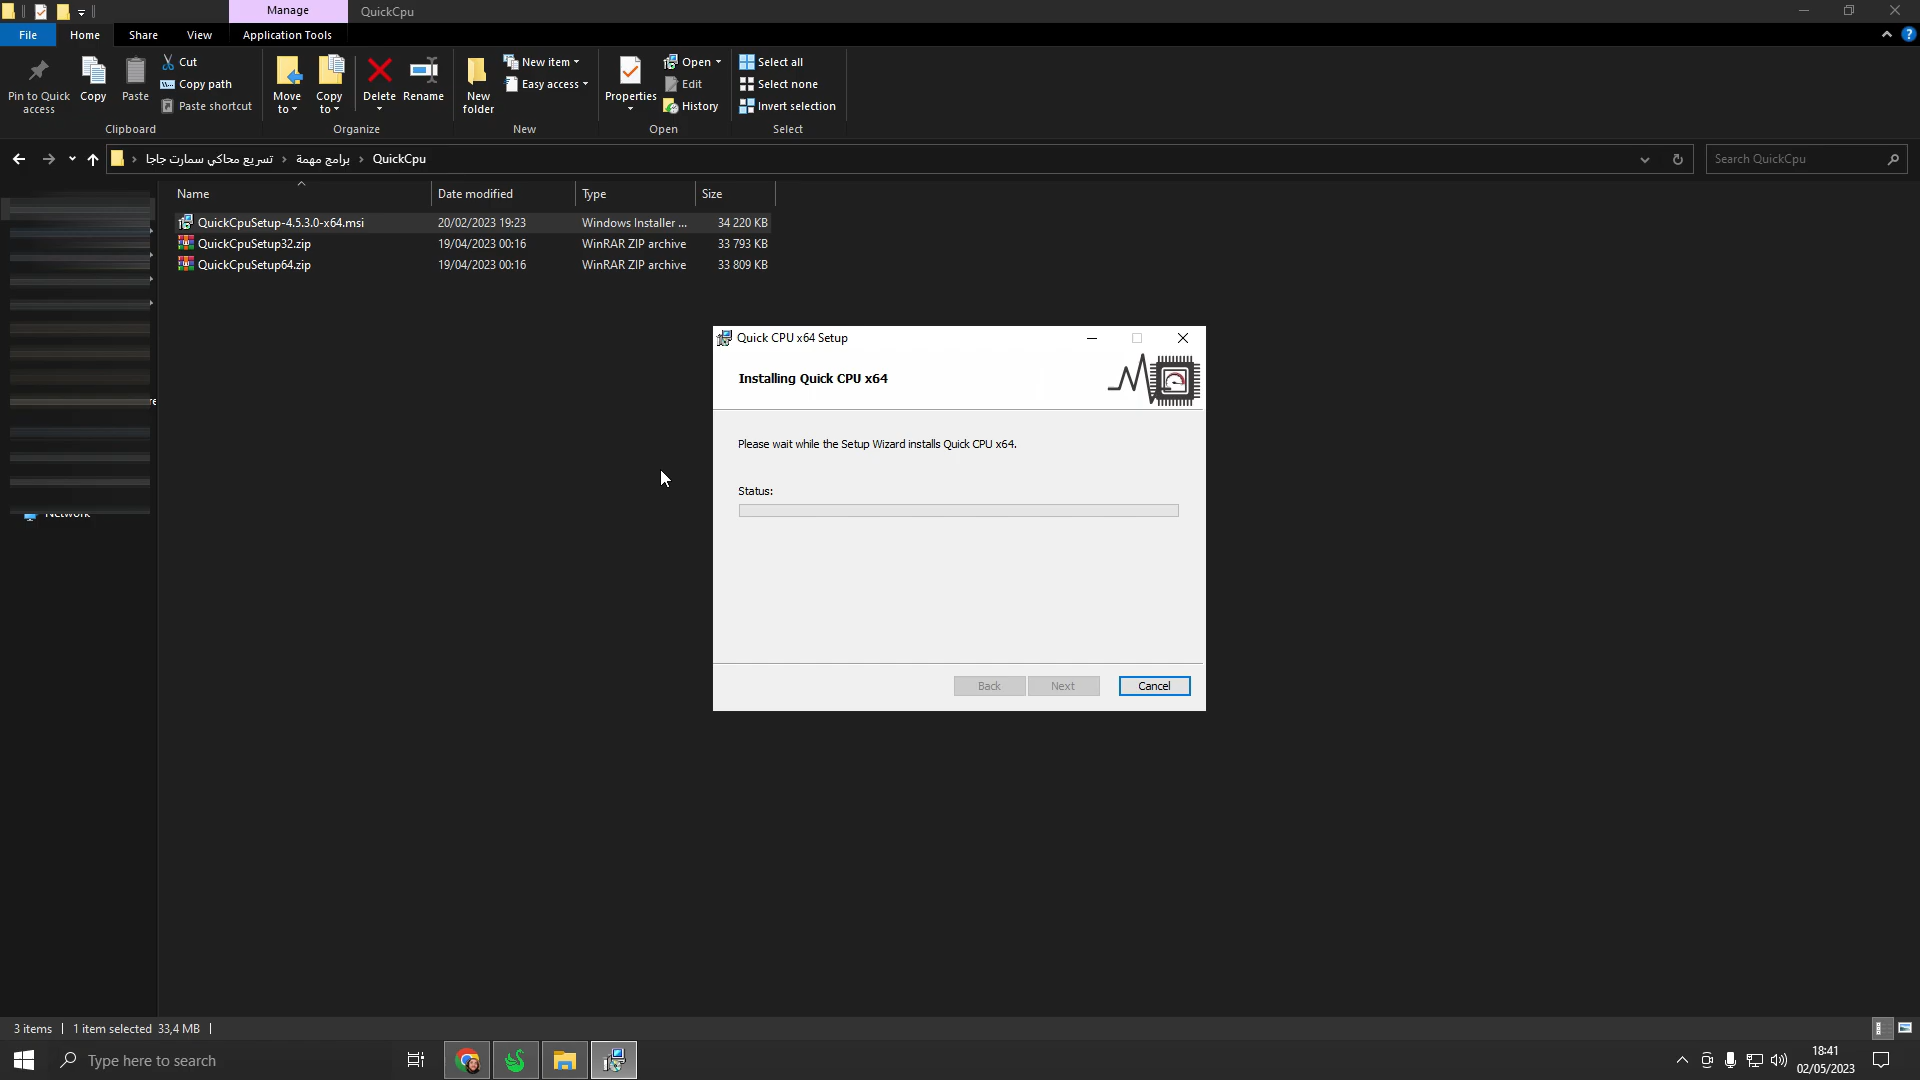 Manage
QuickCpu
File
Home
Share
View
Application Tools
Pin to Quick access
Copy
Paste
Cut
Copy path
Paste shortcut
Clipboard
Move to
Copy to
Delete
Rename
Organize
New folder
New item
Easy access
New
Properties
Open
Edit
History
Open
Select all
Select none
Invert selection
Select
تسريع محاكي سمارت جاجا › برامج مهمة › QuickCpu
Search QuickCpu
Name
Date modified
Type
Size
QuickCpuSetup-4.5.3.0-x64.msi 20/02/2023 19:23 Windows Installer ... 34 220 KB
QuickCpuSetup32.zip 19/04/2023 00:16 WinRAR ZIP archive 33 793 KB
QuickCpuSetup64.zip 19/04/2023 00:16 WinRAR ZIP archive 33 809 KB
Network
Quick CPU x64 Setup
Installing Quick CPU x64
Please wait while the Setup Wizard installs Quick CPU x64.
Status:
Back
Next
Cancel
3 items
1 item selected 33,4 MB
Type here to search
18:41
02/05/2023